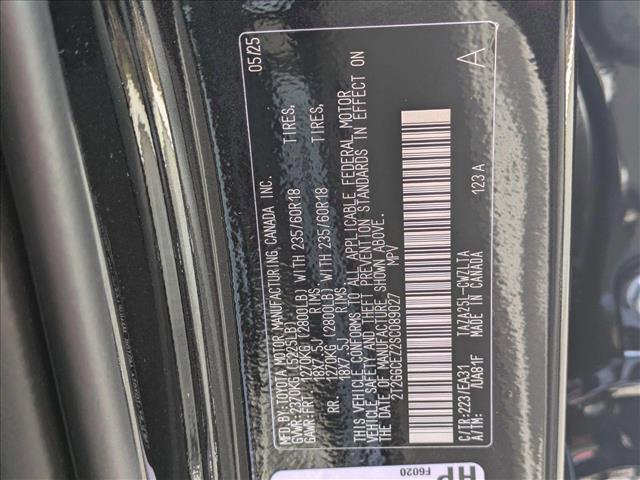 MFD.BY:TOYOTA MOTOR MANUFACTURING CANADA INC. 05/25
GVWR 2370KG (5225LB)
GAWR FR. 1270KG (2800LB) WITH 235/60R18 TIRES,
18X7.5J RIMS.
RR. 1270KG (2800LB) WITH 235/60R18 TIRES,
18X7.5J RIMS.
THIS VEHICLE CONFORMS TO ALL APPLICABLE FEDERAL MOTOR
VEHICLE SAFETY AND THEFT PREVENTION STANDARDS IN EFFECT ON
THE DATE OF MANUFACTURE SHOWN ABOVE.
2T2GGCEZ2SC089027 MPV
A
C/TR:223/EA31 TAZA25L-CWZLTA
A/TM: /UA81F MADE IN CANADA 123 A
HP
F6020